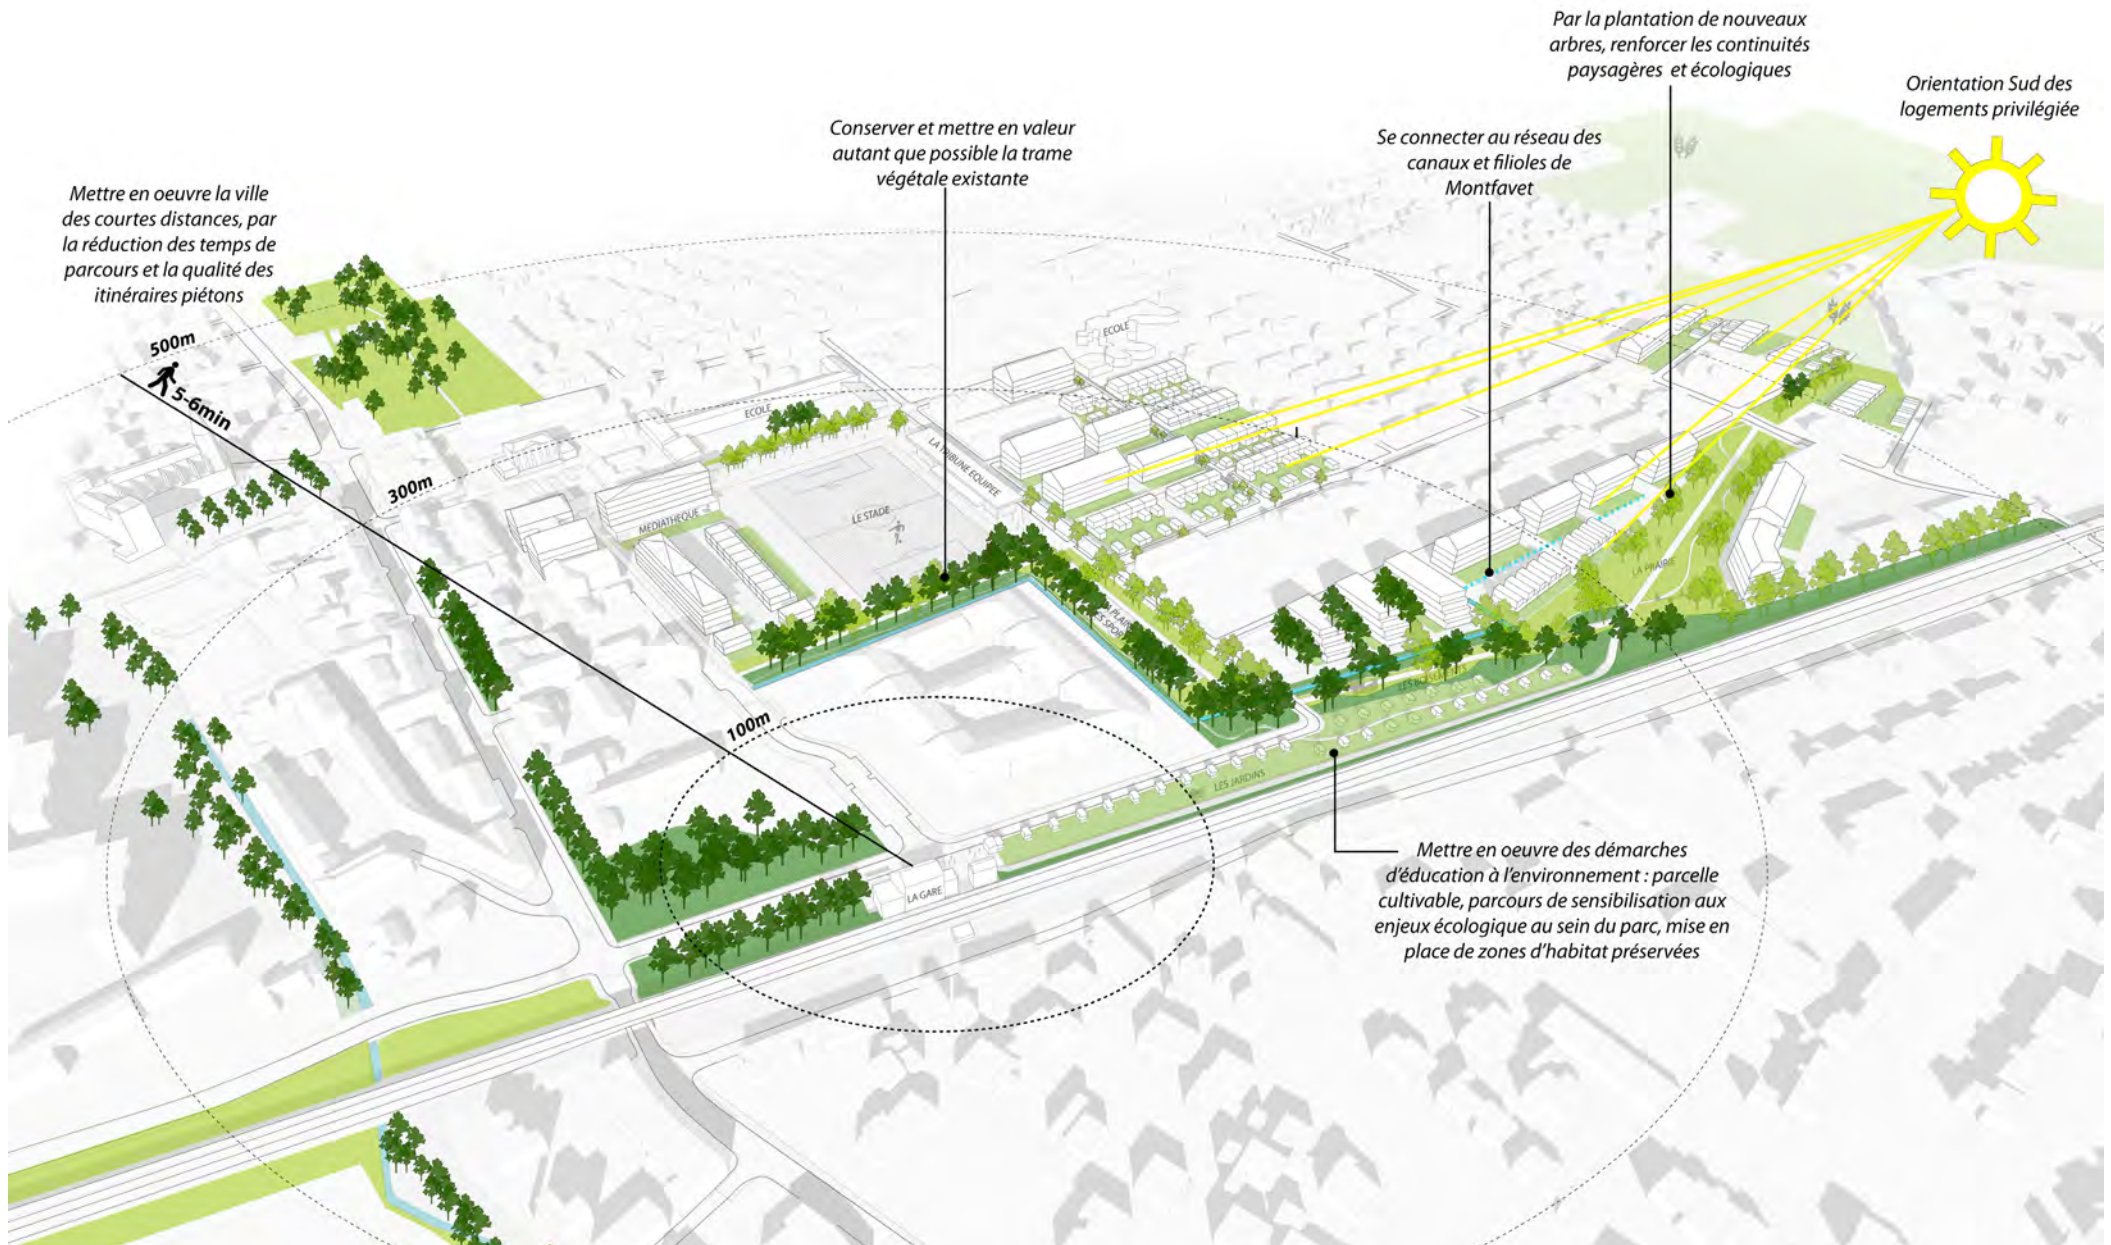 Par la plantation de nouveaux
arbres, renforcer les continuités
paysagères et écologiques
Orientation Sud des
logements privilégiée
Conserver et mettre en valeur
autant que possible la trame
végétale existante
Se connecter au réseau des
canaux et filioles de
Montfavet
Mettre en oeuvre la ville
des courtes distances, par
la réduction des temps de
parcours et la qualité des
itinéraires piétons
500m
5-6min
300m
100m
ECOLE
ECOLE
LA TRIBUNE EQUIPEE
MEDIATHEQUE
LE STADE
LA PRAIRIE
LES JARDINS
LA GARE
Mettre en oeuvre des démarches
d'éducation à l'environnement : parcelle
cultivable, parcours de sensibilisation aux
enjeux écologique au sein du parc, mise en
place de zones d'habitat préservées